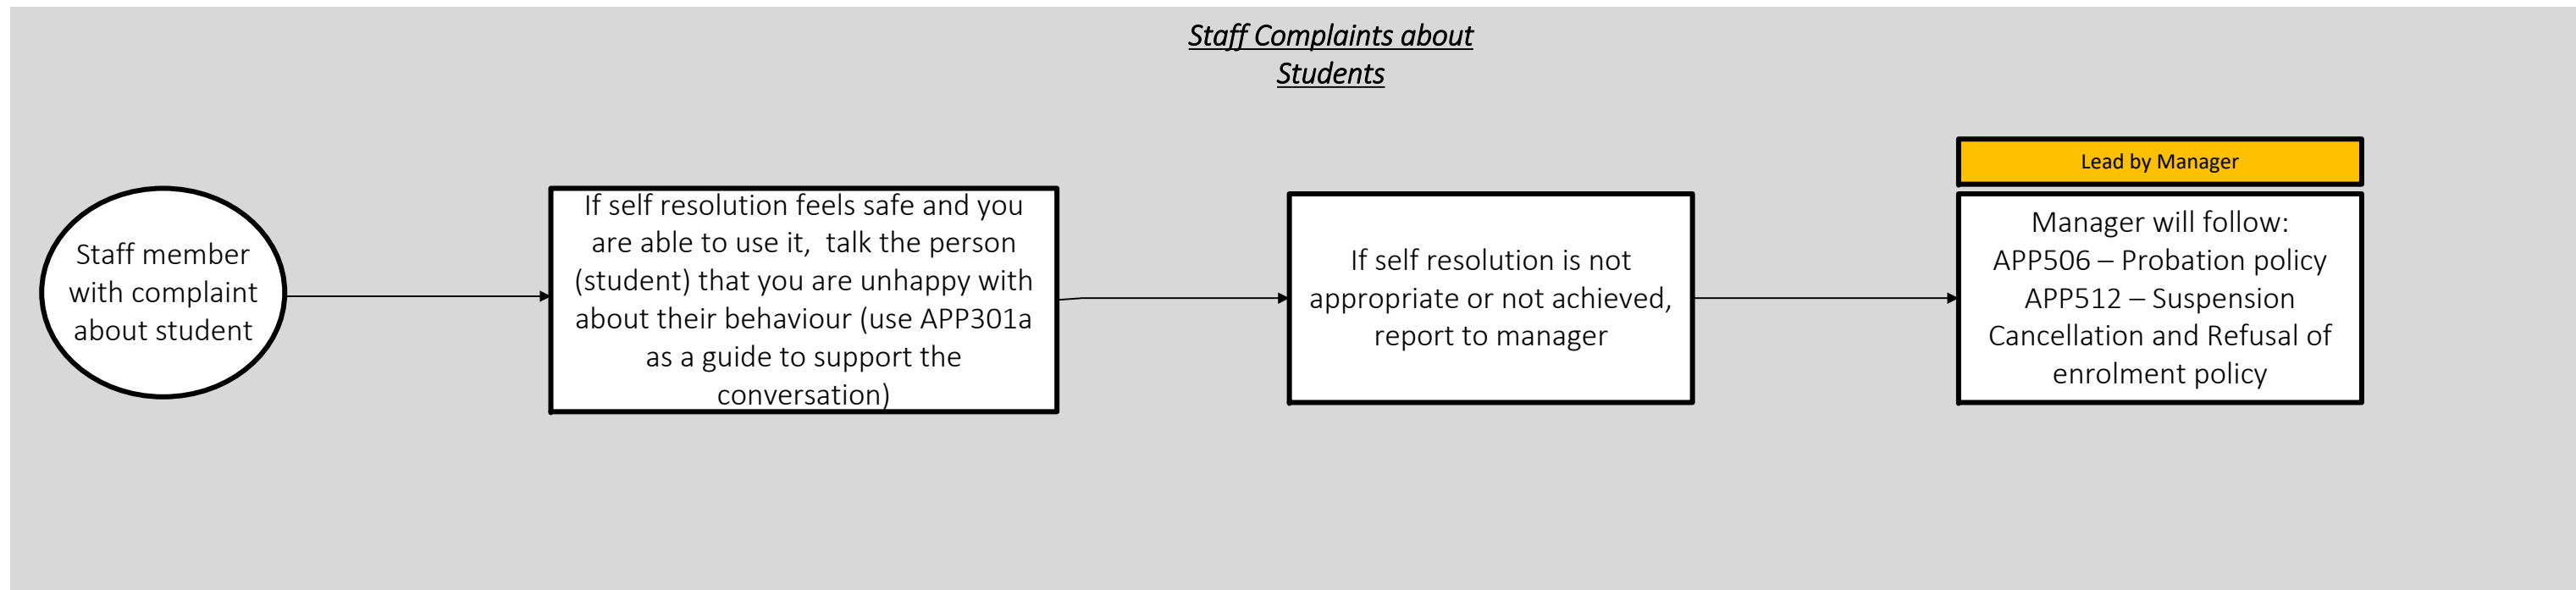 Staff Complaints about
Students
Staff member
with complaint
about student
If self resolution feels safe and you
are able to use it,  talk the person
(student) that you are unhappy with
about their behaviour (use APP301a
as a guide to support the
conversation)
If self resolution is not
appropriate or not achieved,
report to manager
Lead by Manager
Manager will follow:
APP506 – Probation policy
APP512 – Suspension
Cancellation and Refusal of
enrolment policy